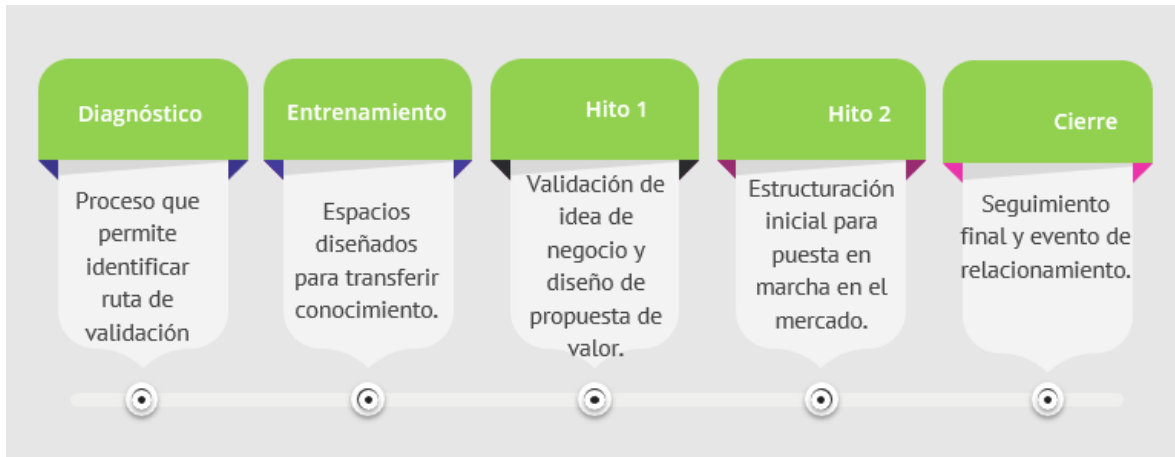 Diagnóstico
Proceso que
permite
identificar
ruta de
validación
Entrenamiento
Espacios
diseñados
para transferir
conocimiento.
Hito 1
Validación de
idea de
negocio y
diseño de
propuesta de
valor.
Hito 2
Estructuración
inicial para
puesta en
marcha en el
mercado.
Cierre
Seguimiento
final y evento de
relacionamiento.